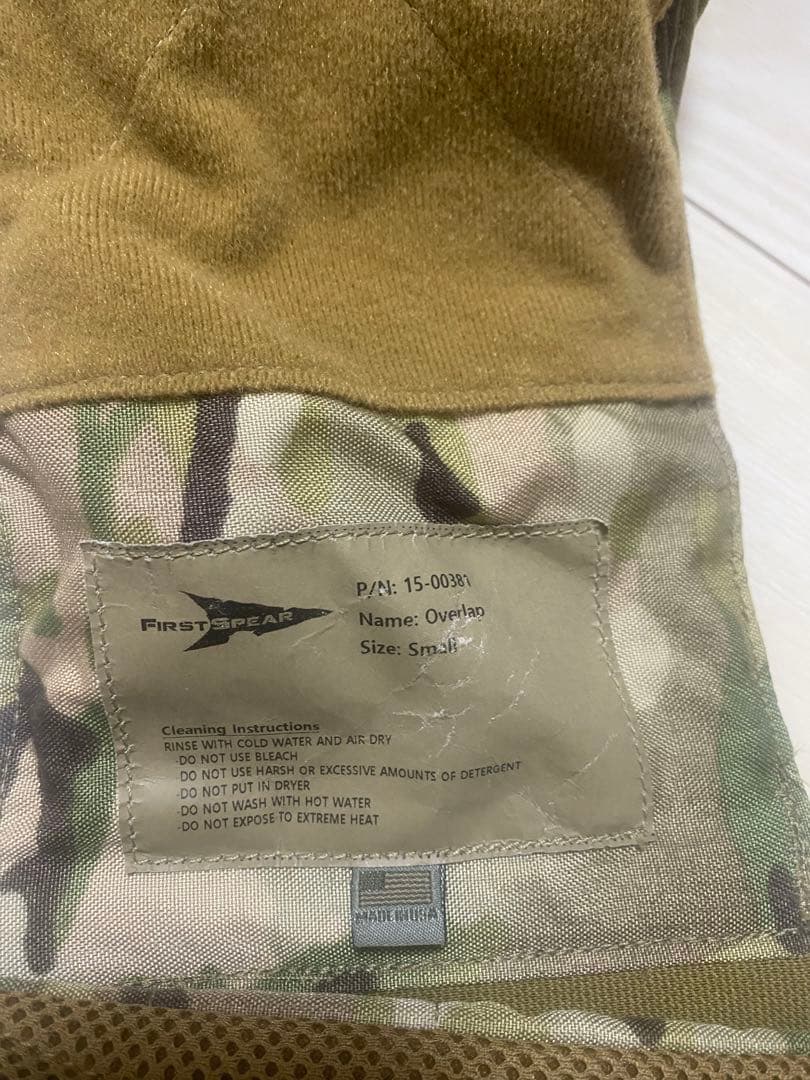 FIRSTSPEAR
P/N: 15-00381
Name: Overlap
Size: Small
Cleaning Instructions
RINSE WITH COLD WATER AND AIR DRY
-DO NOT USE BLEACH
-DO NOT USE HARSH OR EXCESSIVE AMOUNTS OF DETERGENT
-DO NOT PUT IN DRYER
-DO NOT WASH WITH HOT WATER
-DO NOT EXPOSE TO EXTREME HEAT
MADE IN USA